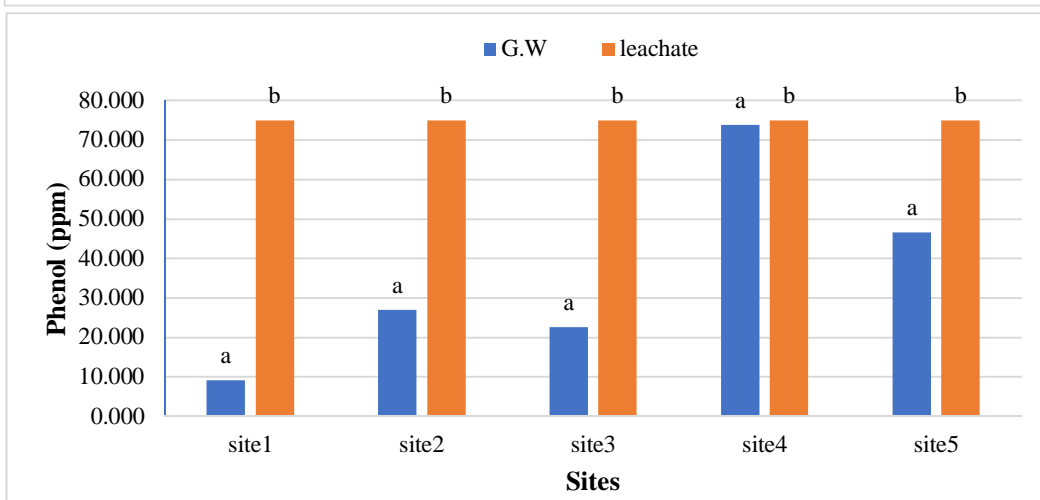 G.W leachate
80.000
70.000
60.000
50.000
40.000
30.000
20.000
10.000
0.000
Phenol (ppm)
a b a b a b a b a b
site1 site2 site3 site4 site5
Sites